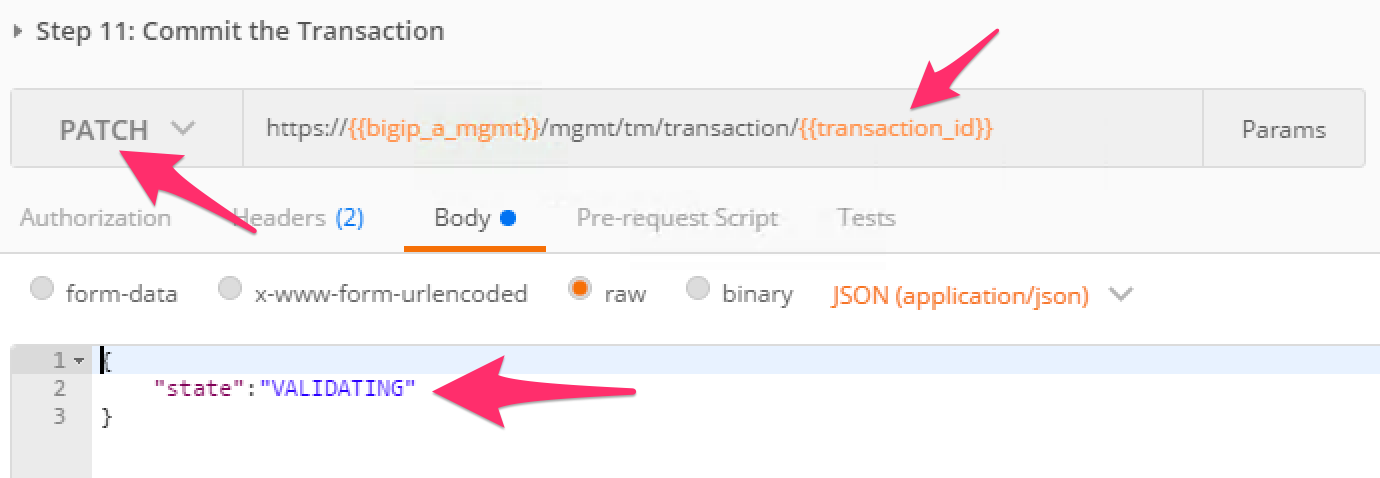 Step 11: Commit the Transaction
PATCH https://{{bigip_a_mgmt}}/mgmt/tm/transaction/{{transaction_id}} Params
Authorization Headers (2) Body Pre-request Script Tests
form-data x-www-form-urlencoded raw binary JSON (application/json)
1 {
2 "state":"VALIDATING"
3 }